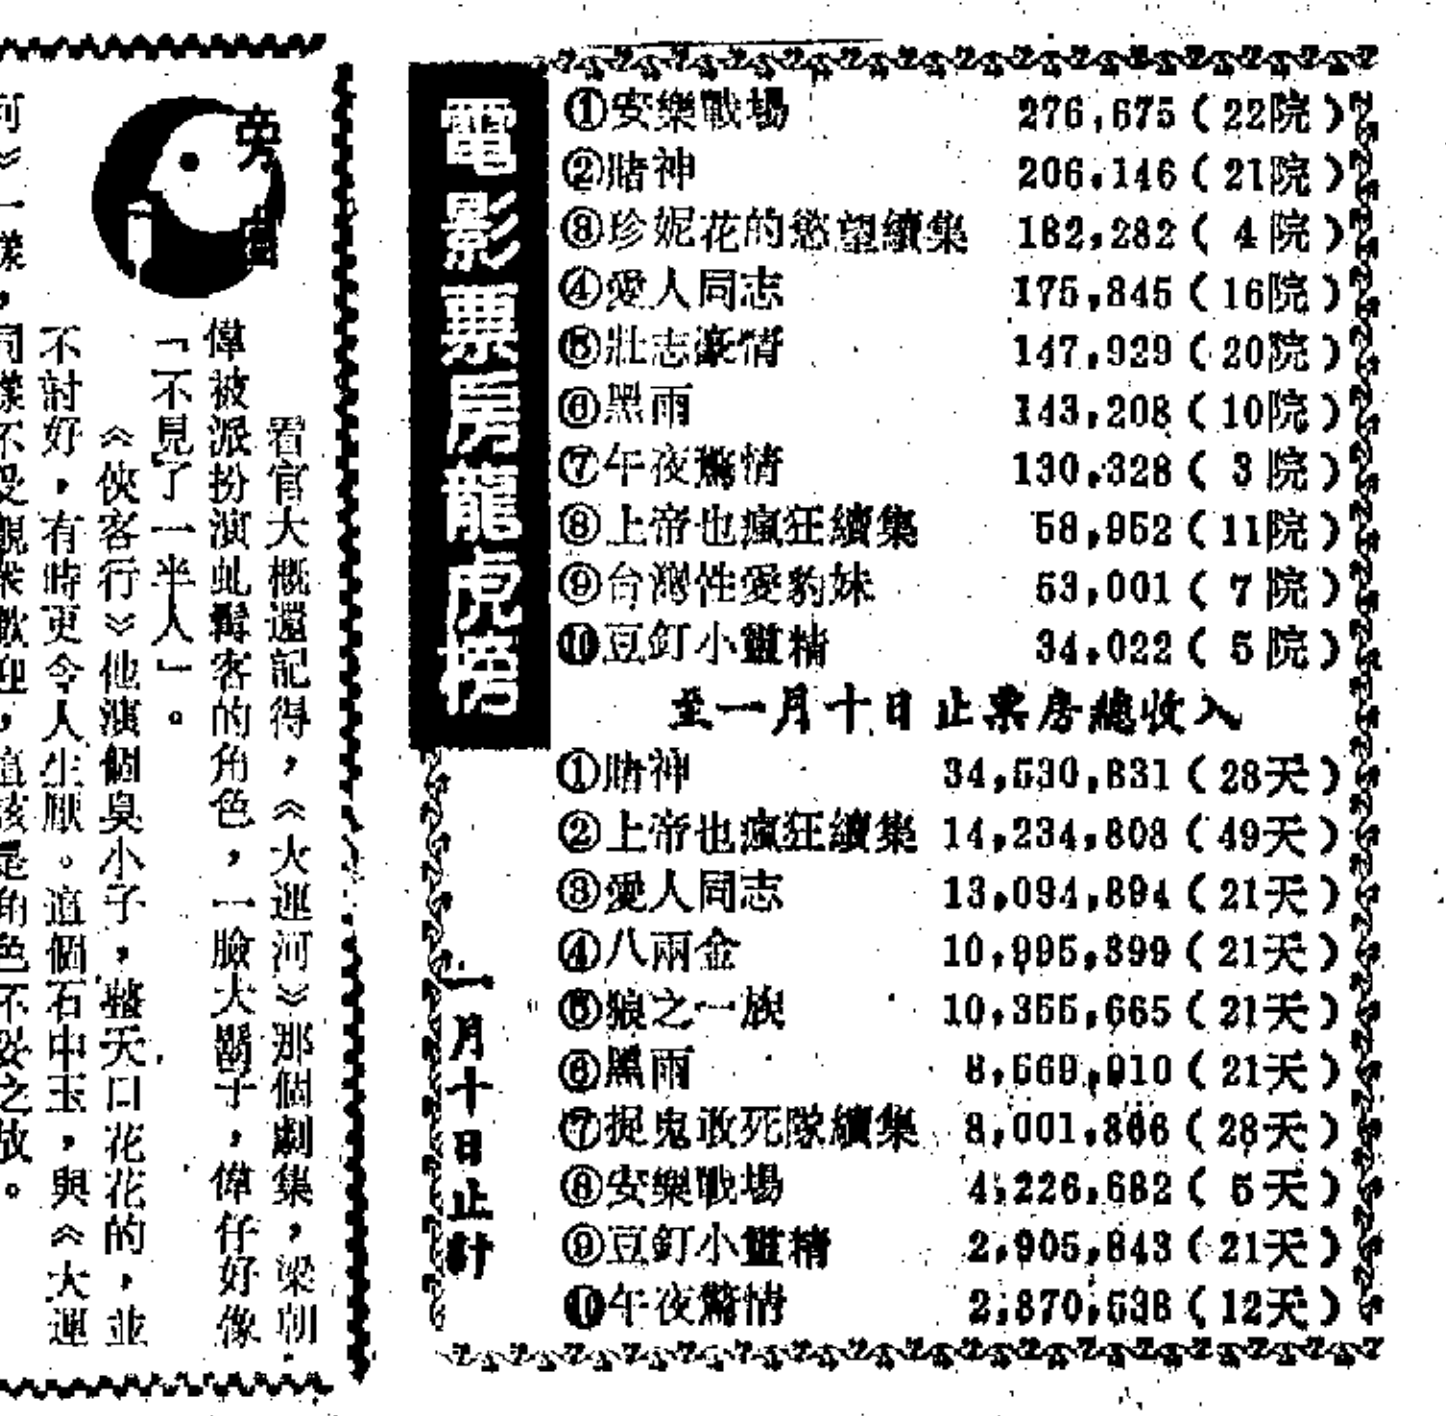 電影票房龍虎榜
①安樂戰場 276,675(22院)
②賭神 206,146(21院)
③珍妮花的慾望續集 182,282(4院)
④愛人同志 175,845(16院)
⑤壯志豪情 147,929(20院)
⑥黑雨 143,208(10院)
⑦午夜驚情 130,328(3院)
⑧上帝也瘋狂續集 58,952(11院)
⑨台灣性愛豹妹 53,001(7院)
⑩豆釘小靈精 34,022(5院)
至一月十日止票房總收入
①賭神 34,530,831(28天)
②上帝也瘋狂續集 14,234,808(49天)
③愛人同志 13,094,894(21天)
④八兩金 10,995,899(21天)
⑤狼之一族 10,355,665(21天)
⑥黑雨 8,569,910(21天)
⑦捉鬼敢死隊續集 8,001,866(28天)
⑧安樂戰場 4,226,682(5天)
⑨豆釘小靈精 2,905,843(21天)
⑩午夜驚情 2,870,538(12天)
一月十日止計
旁窗
看官大概還記得,《大運河》那個劇集,梁朝
偉被派扮演虬髯客的角色,一臉大鬍子,偉仔好像
「不見了一半人」。
《俠客行》他演個臭小子,整天口花花的,並
不討好,有時更令人生厭。這個石中玉,與《大運
河》一樣,同樣不受觀眾歡迎,這該是角色不妥之故。